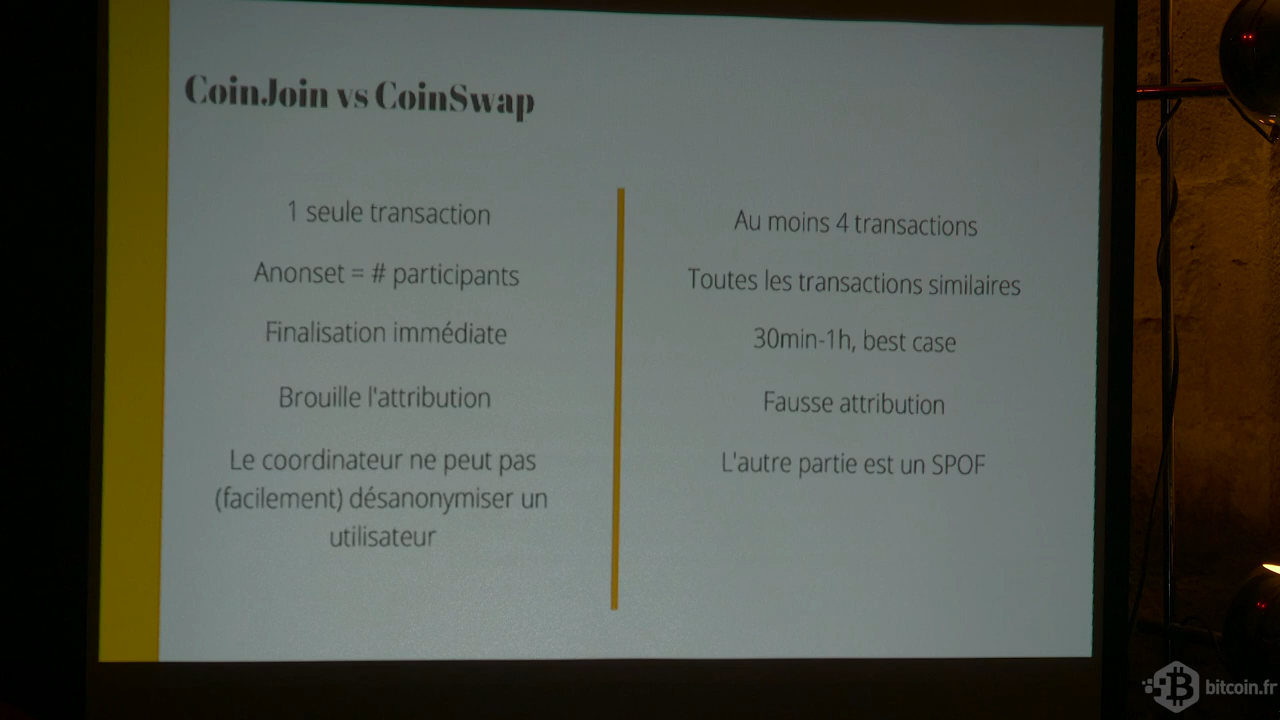 CoinJoin vs CoinSwap
1 seule transaction
Anonset = # participants
Finalisation immédiate
Brouille l'attribution
Le coordinateur ne peut pas
(facilement) désanonymiser un
utilisateur
Au moins 4 transactions
Toutes les transactions similaires
30min-1h, best case
Fausse attribution
L'autre partie est un SPOF
bitcoin.fr